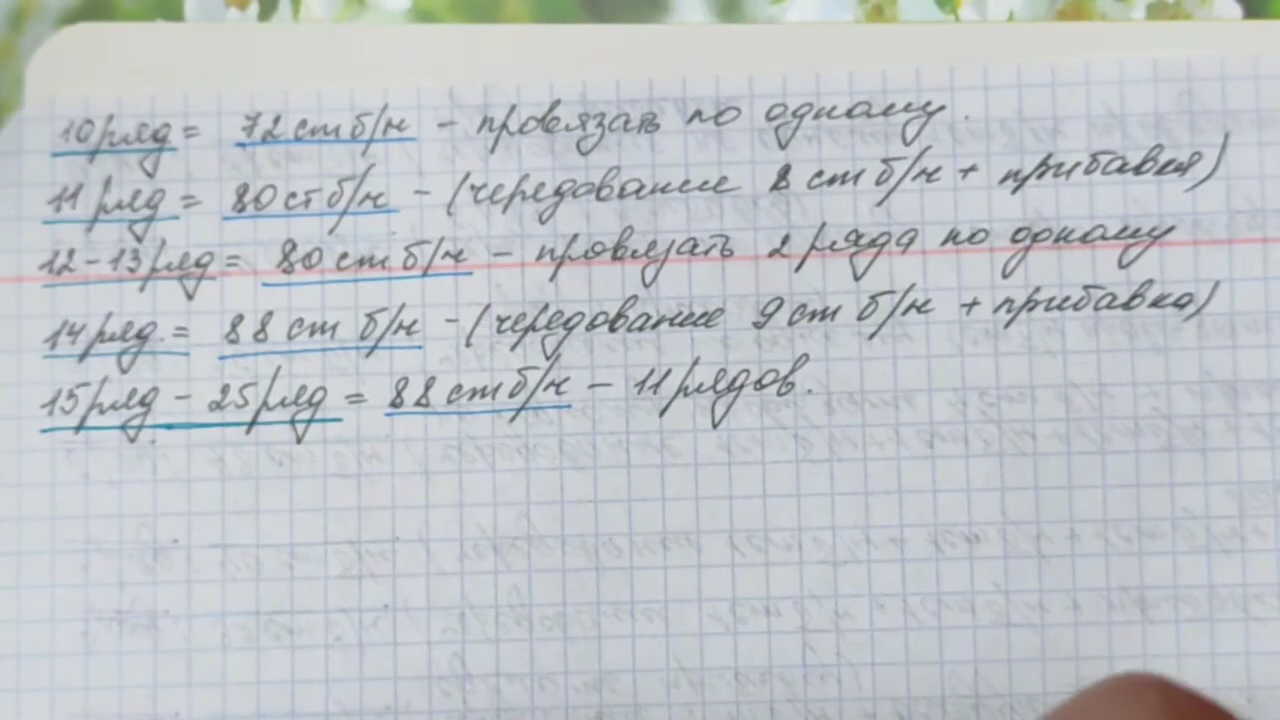 10 ряд = 72 ст б/н - провязать по одному.
11 ряд = 80 ст б/н - (чередование 8 ст б/н + прибавка)
12-13 ряд = 80 ст б/н - провязать 2 ряда по одному
14 ряд. = 88 ст б/н - (чередование 9 ст б/н + прибавка)
15 ряд - 25 ряд = 88 ст б/н - 11 рядов.